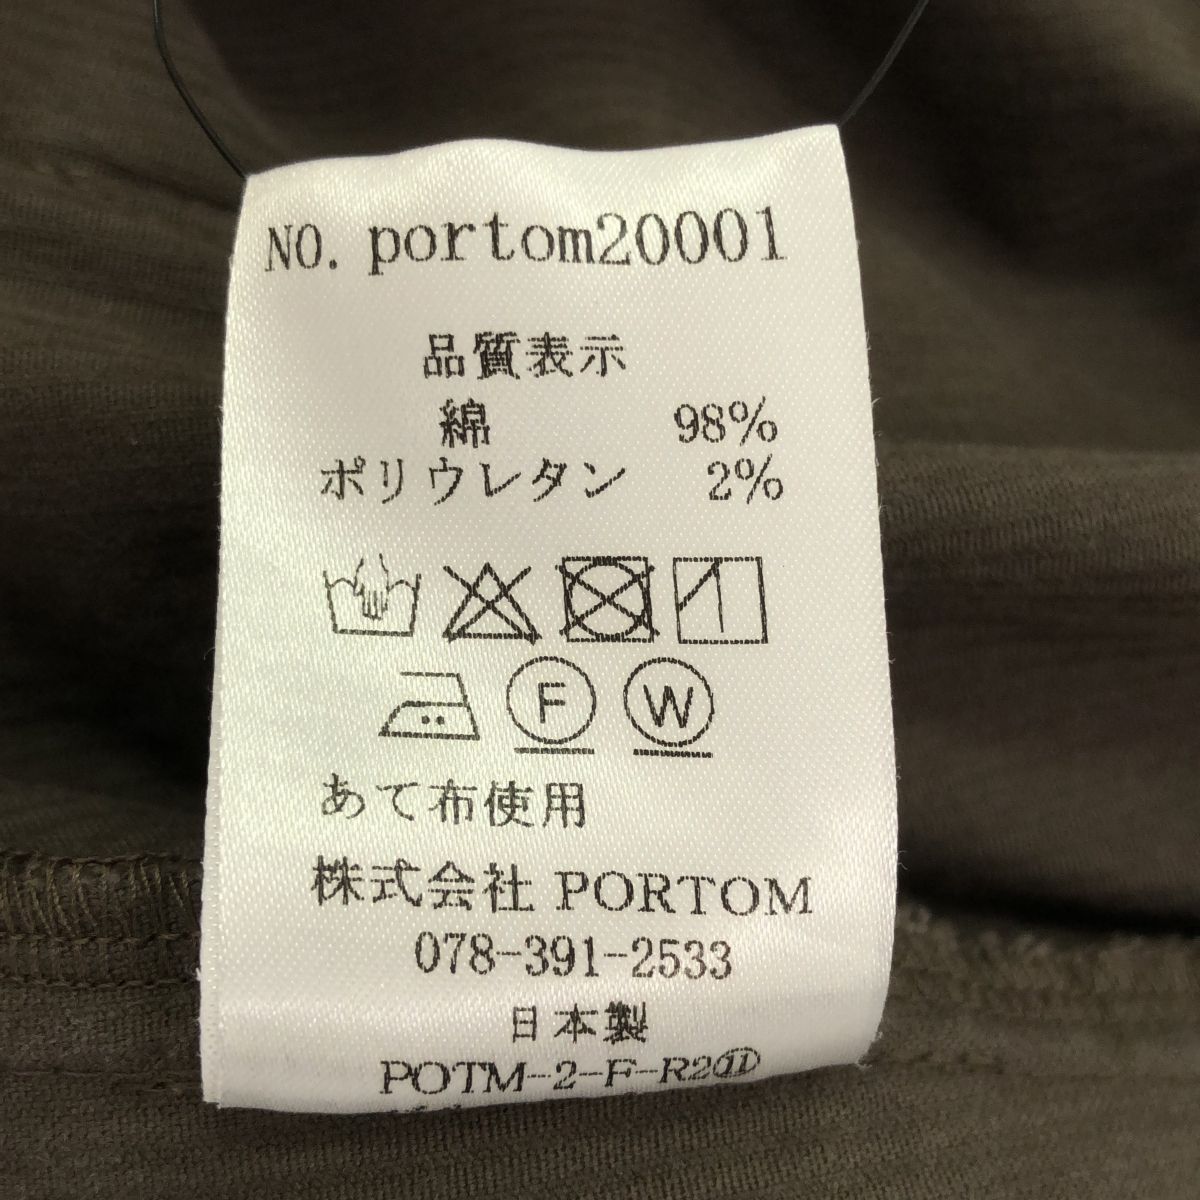 NO. portom20001
品質表示
綿 98%
ポリウレタン 2%
F W
あて布使用
株式会社 PORTOM
078-391-2533
日本製
POTM-2-F-R2⑪